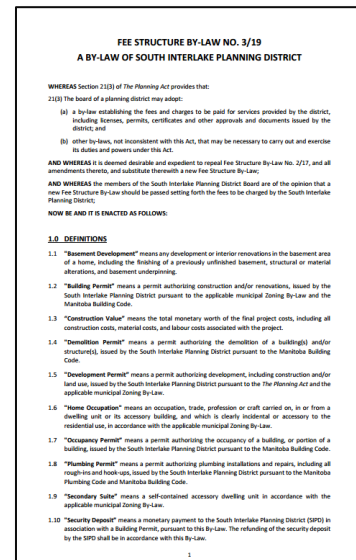 FEE STRUCTURE BY-LAW NO. 3/19
A BY-LAW OF SOUTH INTERLAKE PLANNING DISTRICT
WHEREAS Section 21(3) of The Planning Act provides that:
21(3) The board of a planning district may adopt:
(a) a by-law establishing the fees and charges to be paid for services provided by the district,
including licenses, permits, certificates and other approvals and documents issued by the
district; and
(b) other by-laws, not inconsistent with this Act, that may be necessary to carry out and exercise
its duties and powers under this Act.
AND WHEREAS it is deemed desirable and expedient to repeal Fee Structure By-Law No. 2/17, and all
amendments thereto, and substitute therewith a new Fee Structure By-Law;
AND WHEREAS the members of the South Interlake Planning District Board are of the opinion that a
new Fee Structure By-Law should be passed setting forth the fees to be charged by the South Interlake
Planning District;
NOW BE AND IT IS ENACTED AS FOLLOWS:
1.0 DEFINITIONS
1.1 "Basement Development" means any development or interior renovations in the basement area
of a home, including the finishing of a previously unfinished basement, structural or material
alterations, and basement underpinning.
1.2 "Building Permit" means a permit authorizing construction and/or renovations, issued by the
South Interlake Planning District pursuant to the applicable municipal Zoning By-Law and the
Manitoba Building Code.
1.3 "Construction Value" means the total monetary worth of the final project costs, including all
construction costs, material costs, and labour costs associated with the project.
1.4 "Demolition Permit" means a permit authorizing the demolition of a building(s) and/or
structure(s), issued by the South Interlake Planning District pursuant to the Manitoba Building
Code.
1.5 "Development Permit" means a permit authorizing development, including construction and/or
land use, issued by the South Interlake Planning District pursuant to the The Planning Act and the
applicable municipal Zoning By-Law.
1.6 "Home Occupation" means an occupation, trade, profession or craft carried on, in or from a
dwelling unit or its accessory building, and which is clearly incidental or accessory to the
residential use, in accordance with the applicable municipal Zoning By-Law.
1.7 "Occupancy Permit" means a permit authorizing the occupancy of a building, or portion of a
building, issued by the South Interlake Planning District pursuant to the Manitoba Building Code.
1.8 "Plumbing Permit" means a permit authorizing plumbing installations and repairs, including all
rough-ins and hook-ups, issued by the South Interlake Planning District pursuant to the Manitoba
Plumbing Code and Manitoba Building Code.
1.9 "Secondary Suite" means a self-contained accessory dwelling unit in accordance with the
applicable municipal Zoning By-Law.
1.10 "Security Deposit" means a monetary payment to the South Interlake Planning District (SIPD) in
association with a Building Permit, pursuant to this By-Law. The refunding of the security deposit
by the SIPD shall be in accordance with this By-Law.
1